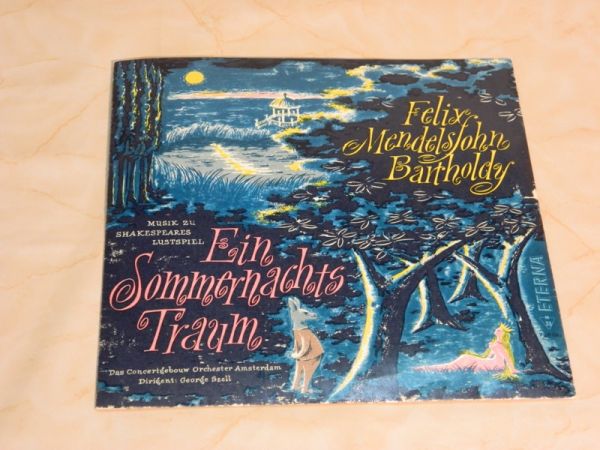 Felix
Mendelsſohn
Bartholdy
MUSIK ZU
SHAKESPEARES
LUSTSPIEL
Ein
Sommernachts
Traum
Das Concertgebouw Orchester Amsterdam
Dirigent: George Szell
ETERNA